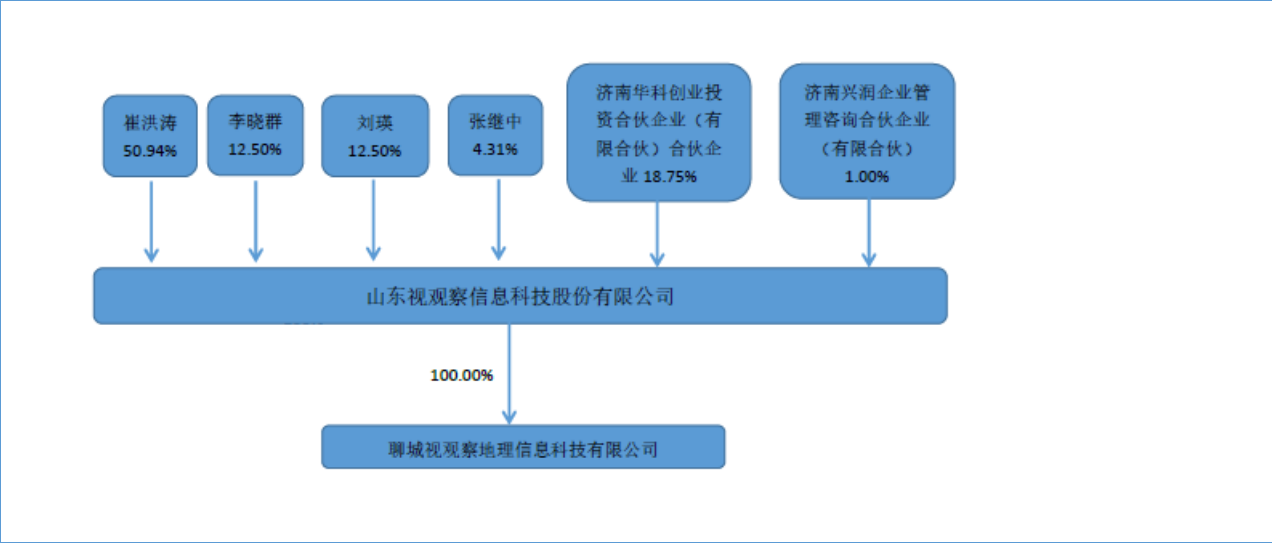 崔洪涛
50.94%
李晓群
12.50%
刘瑛
12.50%
张继中
4.31%
济南华科创业投
资合伙企业（有
限合伙）合伙企
业 18.75%
济南兴润企业管
理咨询合伙企业
（有限合伙）
1.00%
山东视观察信息科技股份有限公司
100.00%
聊城视观察地理信息科技有限公司